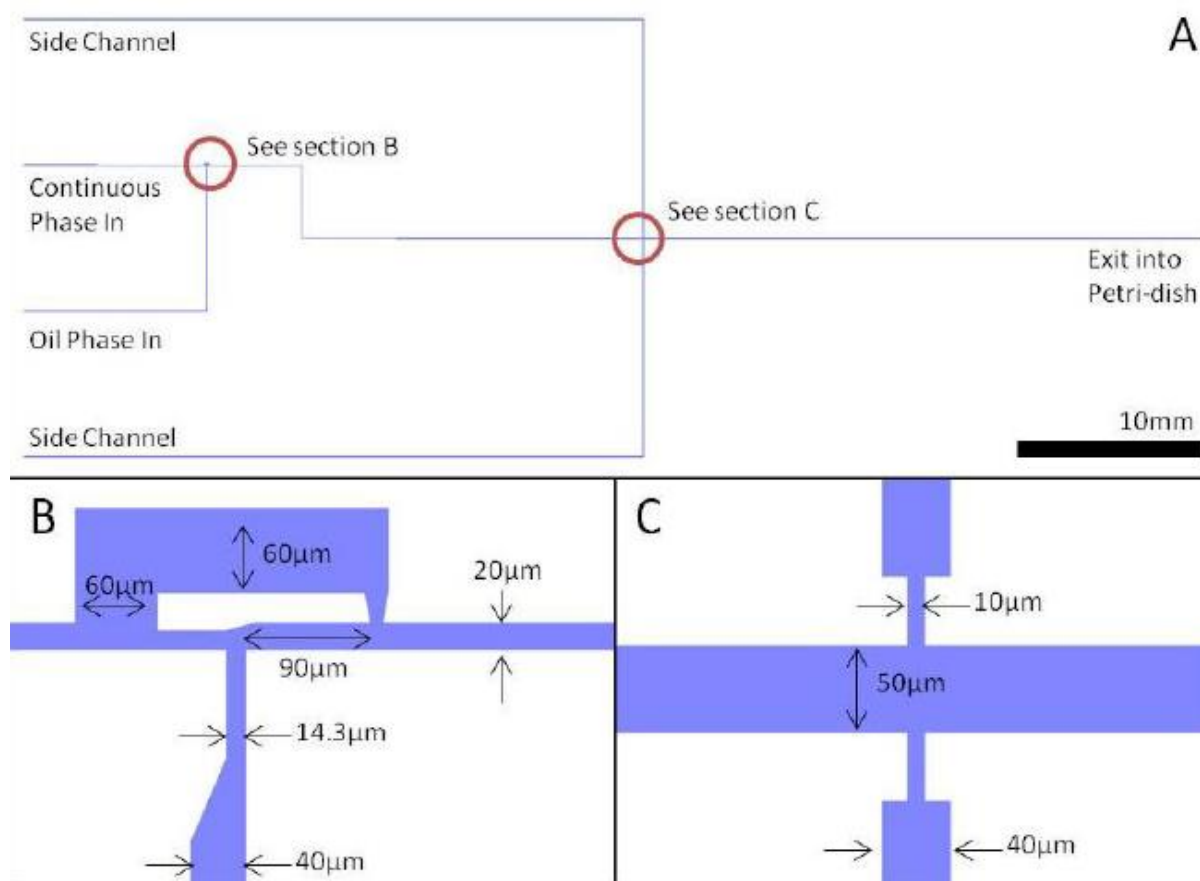 Side Channel
A
See section B
Continuous
Phase In
See section C
Exit into
Petri-dish
Oil Phase In
10mm
Side Channel
B
60µm
60µm
20µm
90µm
14.3µm
40µm
C
10µm
50µm
40µm